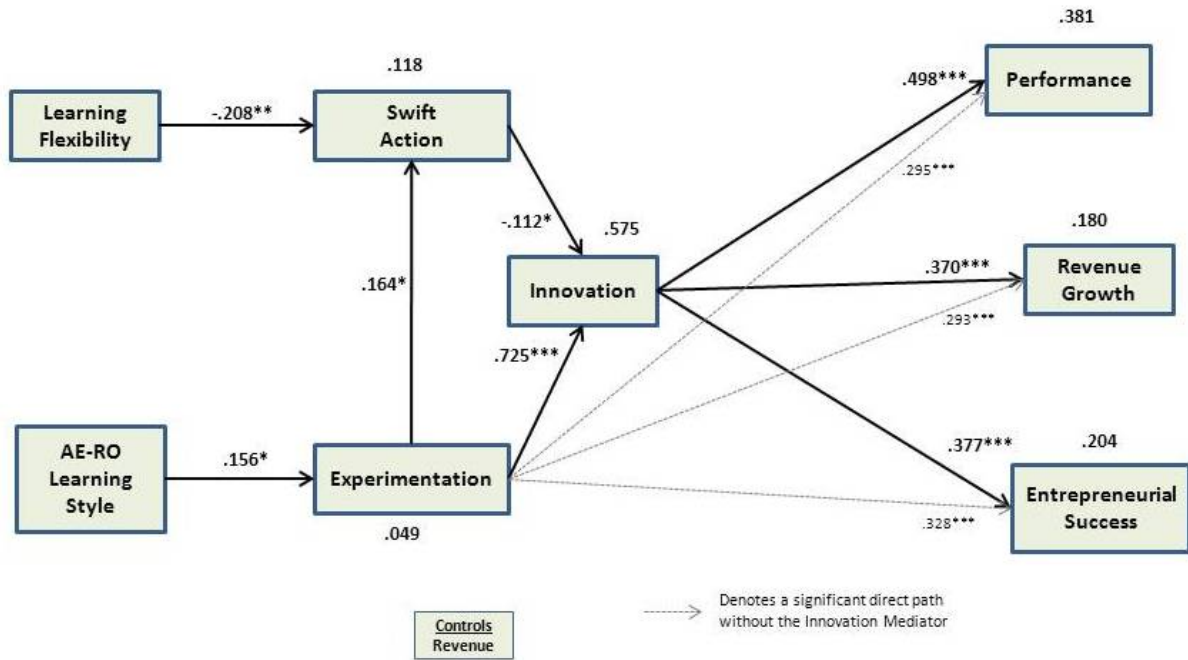 .381
.118
.498***
Performance
Learning
Flexibility
-.208**
Swift
Action
.295***
-.112*
.575
.180
.164*
Innovation
.370***
Revenue
Growth
.293***
.725***
AE-RO
Learning
Style
.156*
Experimentation
.377***
.204
Entrepreneurial
Success
.049
.328***
Controls
Revenue
Denotes a significant direct path
without the Innovation Mediator